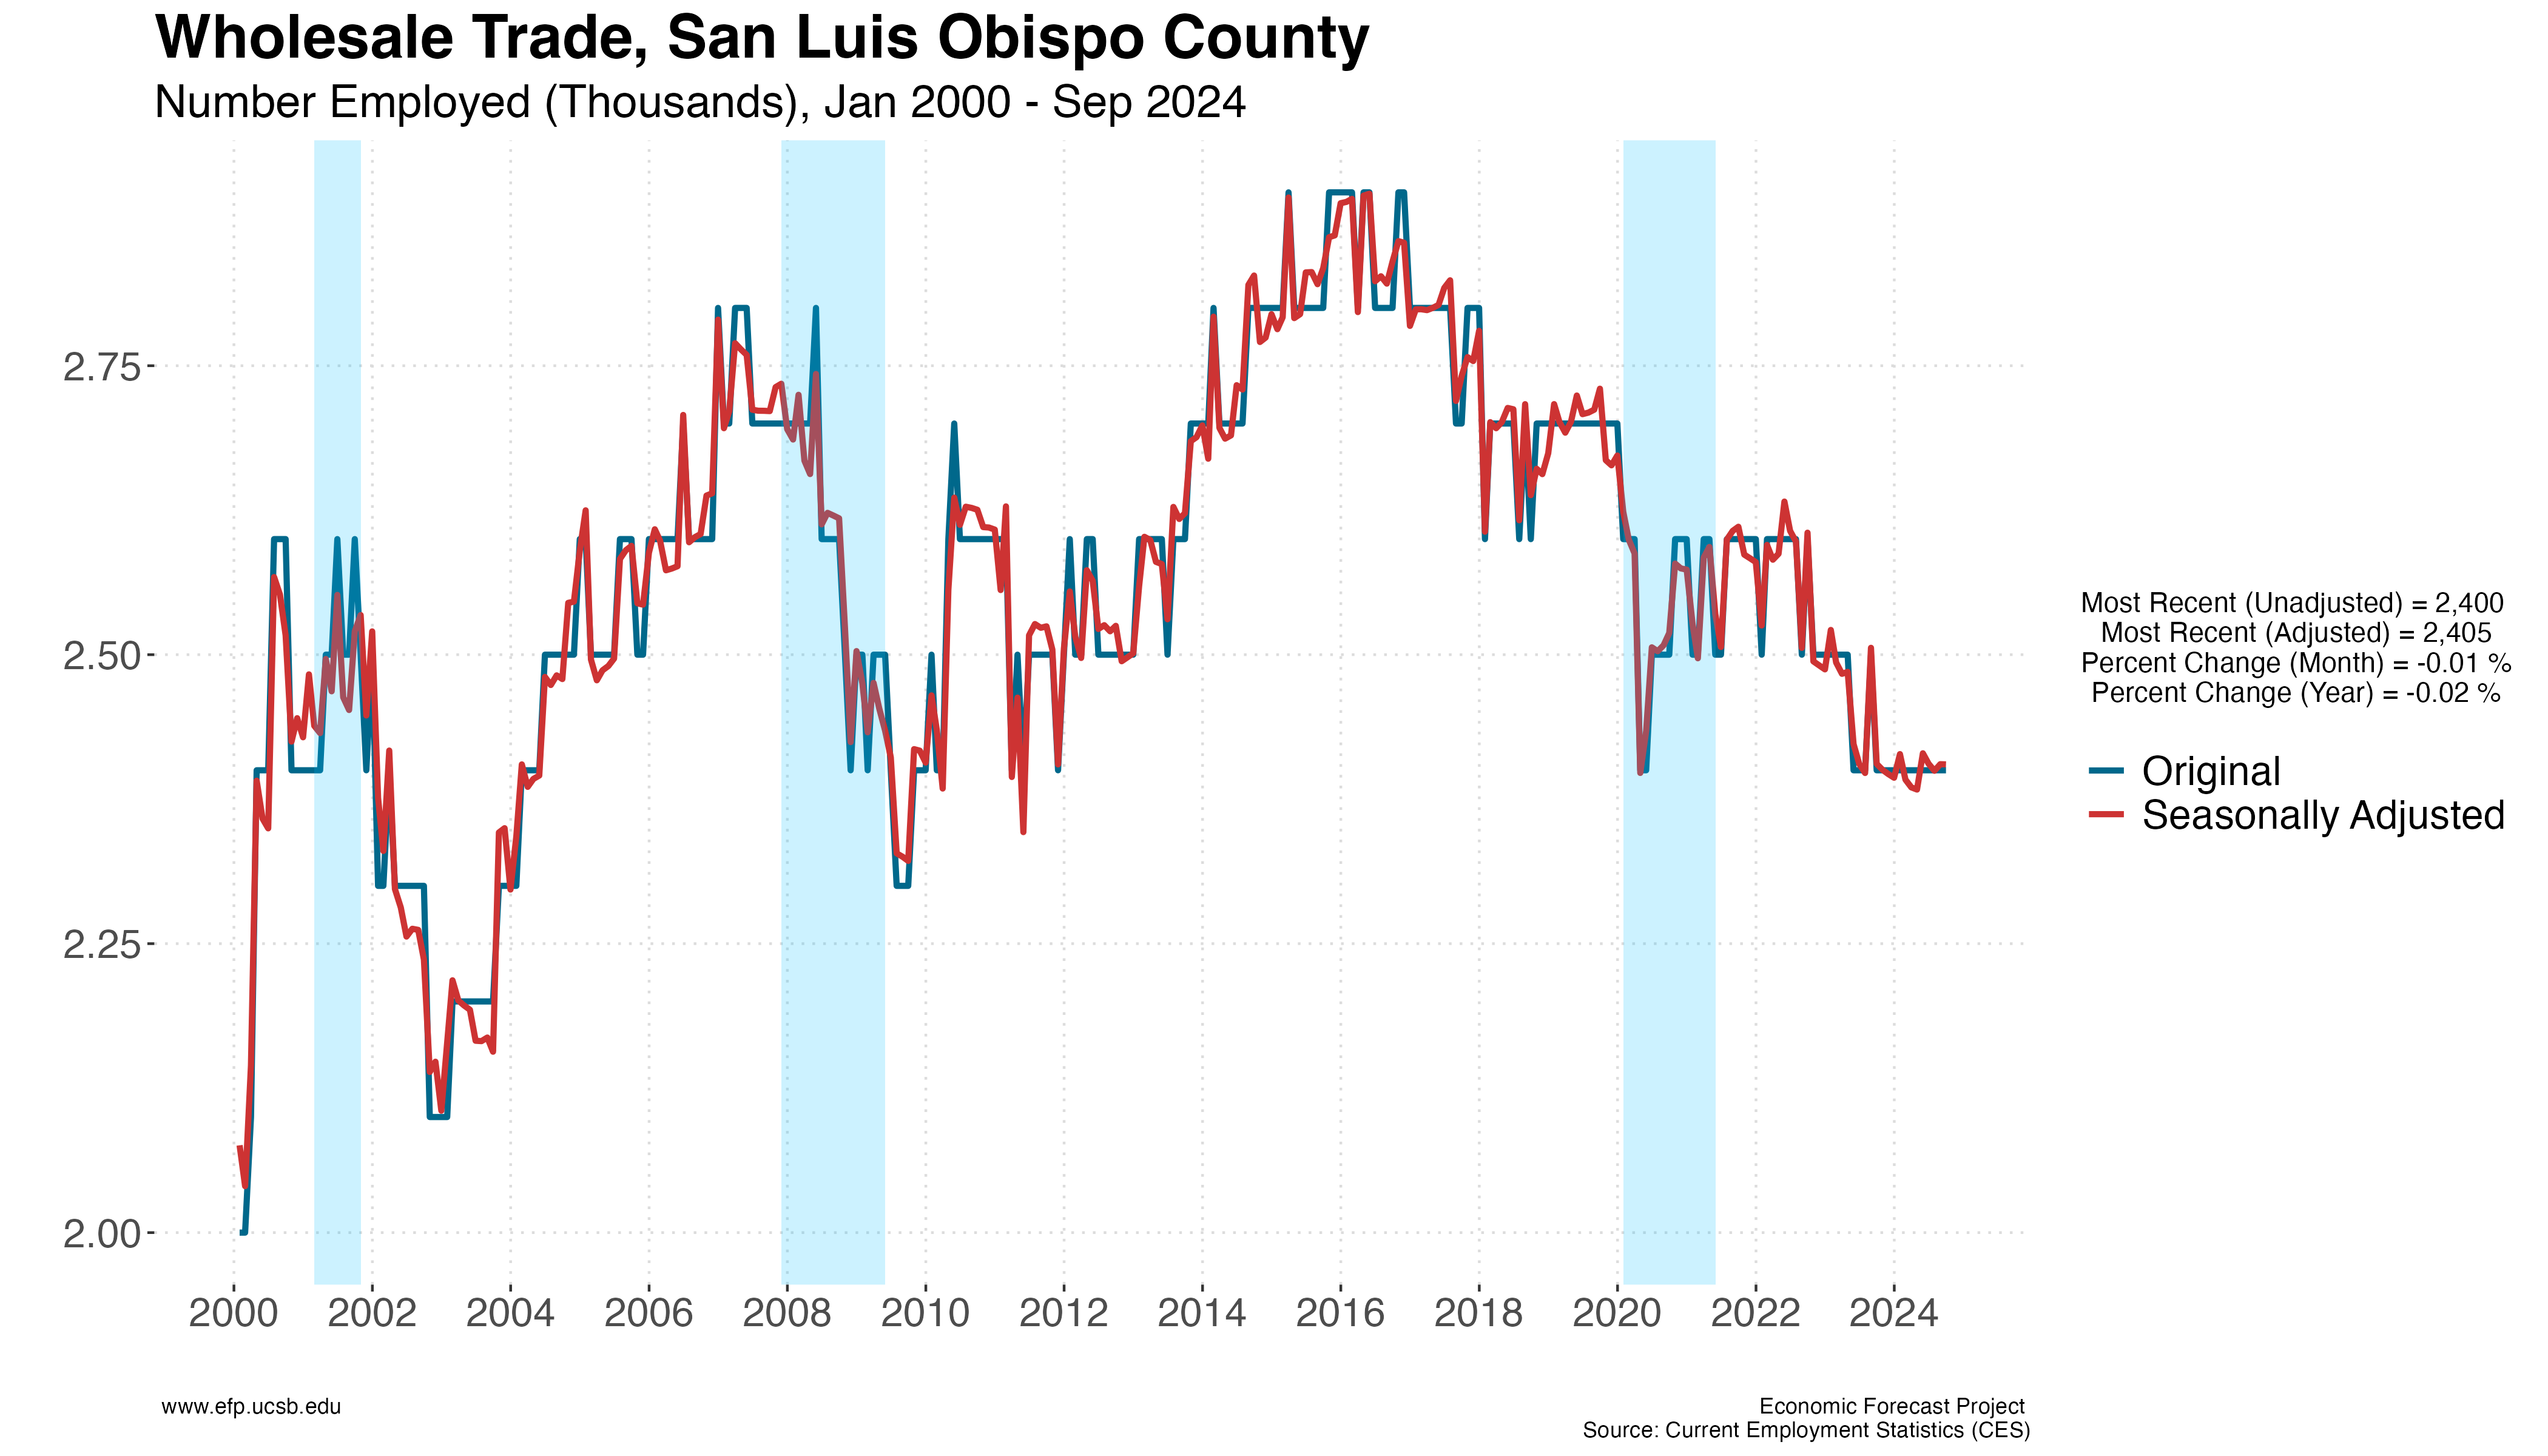 Wholesale Trade, San Luis Obispo County
Number Employed (Thousands), Jan 2000 - Sep 2024
2.75
2.50
2.25
2.00
2000 2002 2004 2006 2008 2010 2012 2014 2016 2018 2020 2022 2024
Most Recent (Unadjusted) = 2,400
Most Recent (Adjusted) = 2,405
Percent Change (Month) = -0.01 %
Percent Change (Year) = -0.02 %
Original
Seasonally Adjusted
www.efp.ucsb.edu
Economic Forecast Project
Source: Current Employment Statistics (CES)